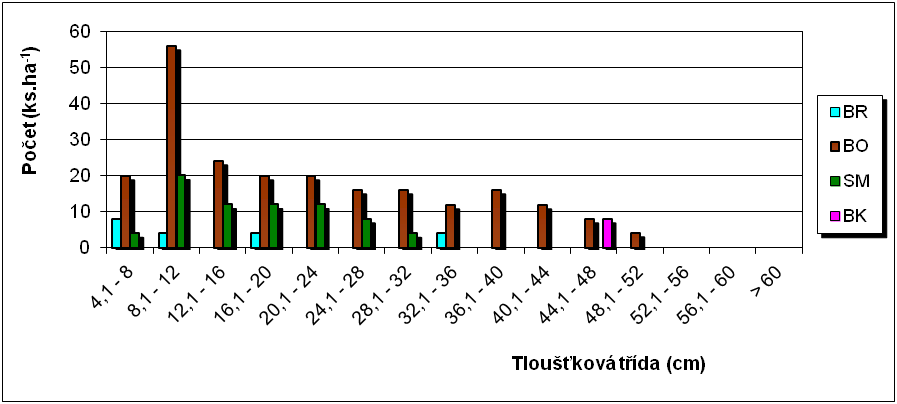 Počet (ks.ha-1)
60
50
40
30
20
10
0
4,1 - 8
8,1 - 12
12,1 - 16
16,1 - 20
20,1 - 24
24,1 - 28
28,1 - 32
32,1 - 36
36,1 - 40
40,1 - 44
44,1 - 48
48,1 - 52
52,1 - 56
56,1 - 60
> 60
Tloušťková třída (cm)
BR
BO
SM
BK